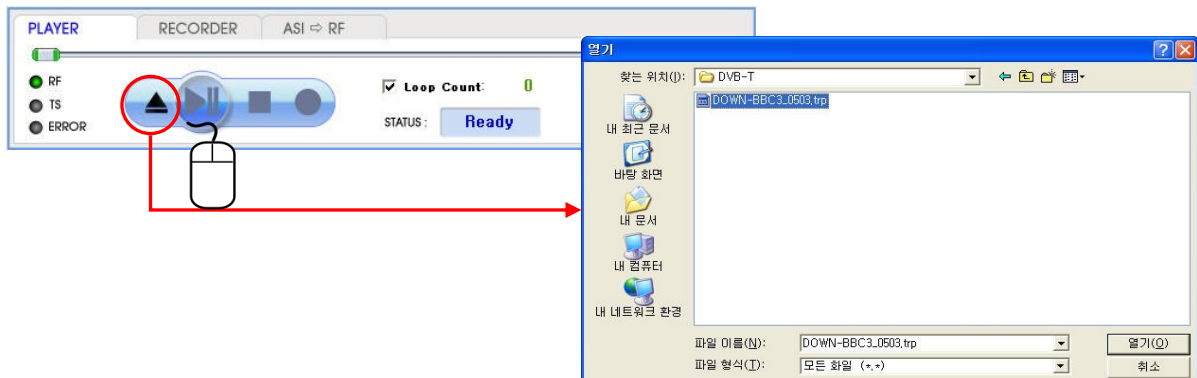 PLAYER RECORDER ASI ⇨ RF
RF
TS
ERROR
Loop Count: 0
STATUS : Ready
열기
찾는 위치(I): DVB-T
DOWN-BBC3_0503.trp
내 최근 문서
바탕 화면
내 문서
내 컴퓨터
내 네트워크 환경
파일 이름(N): DOWN-BBC3_0503.trp 열기(O)
파일 형식(T): 모든 화일 (*.*) 취소